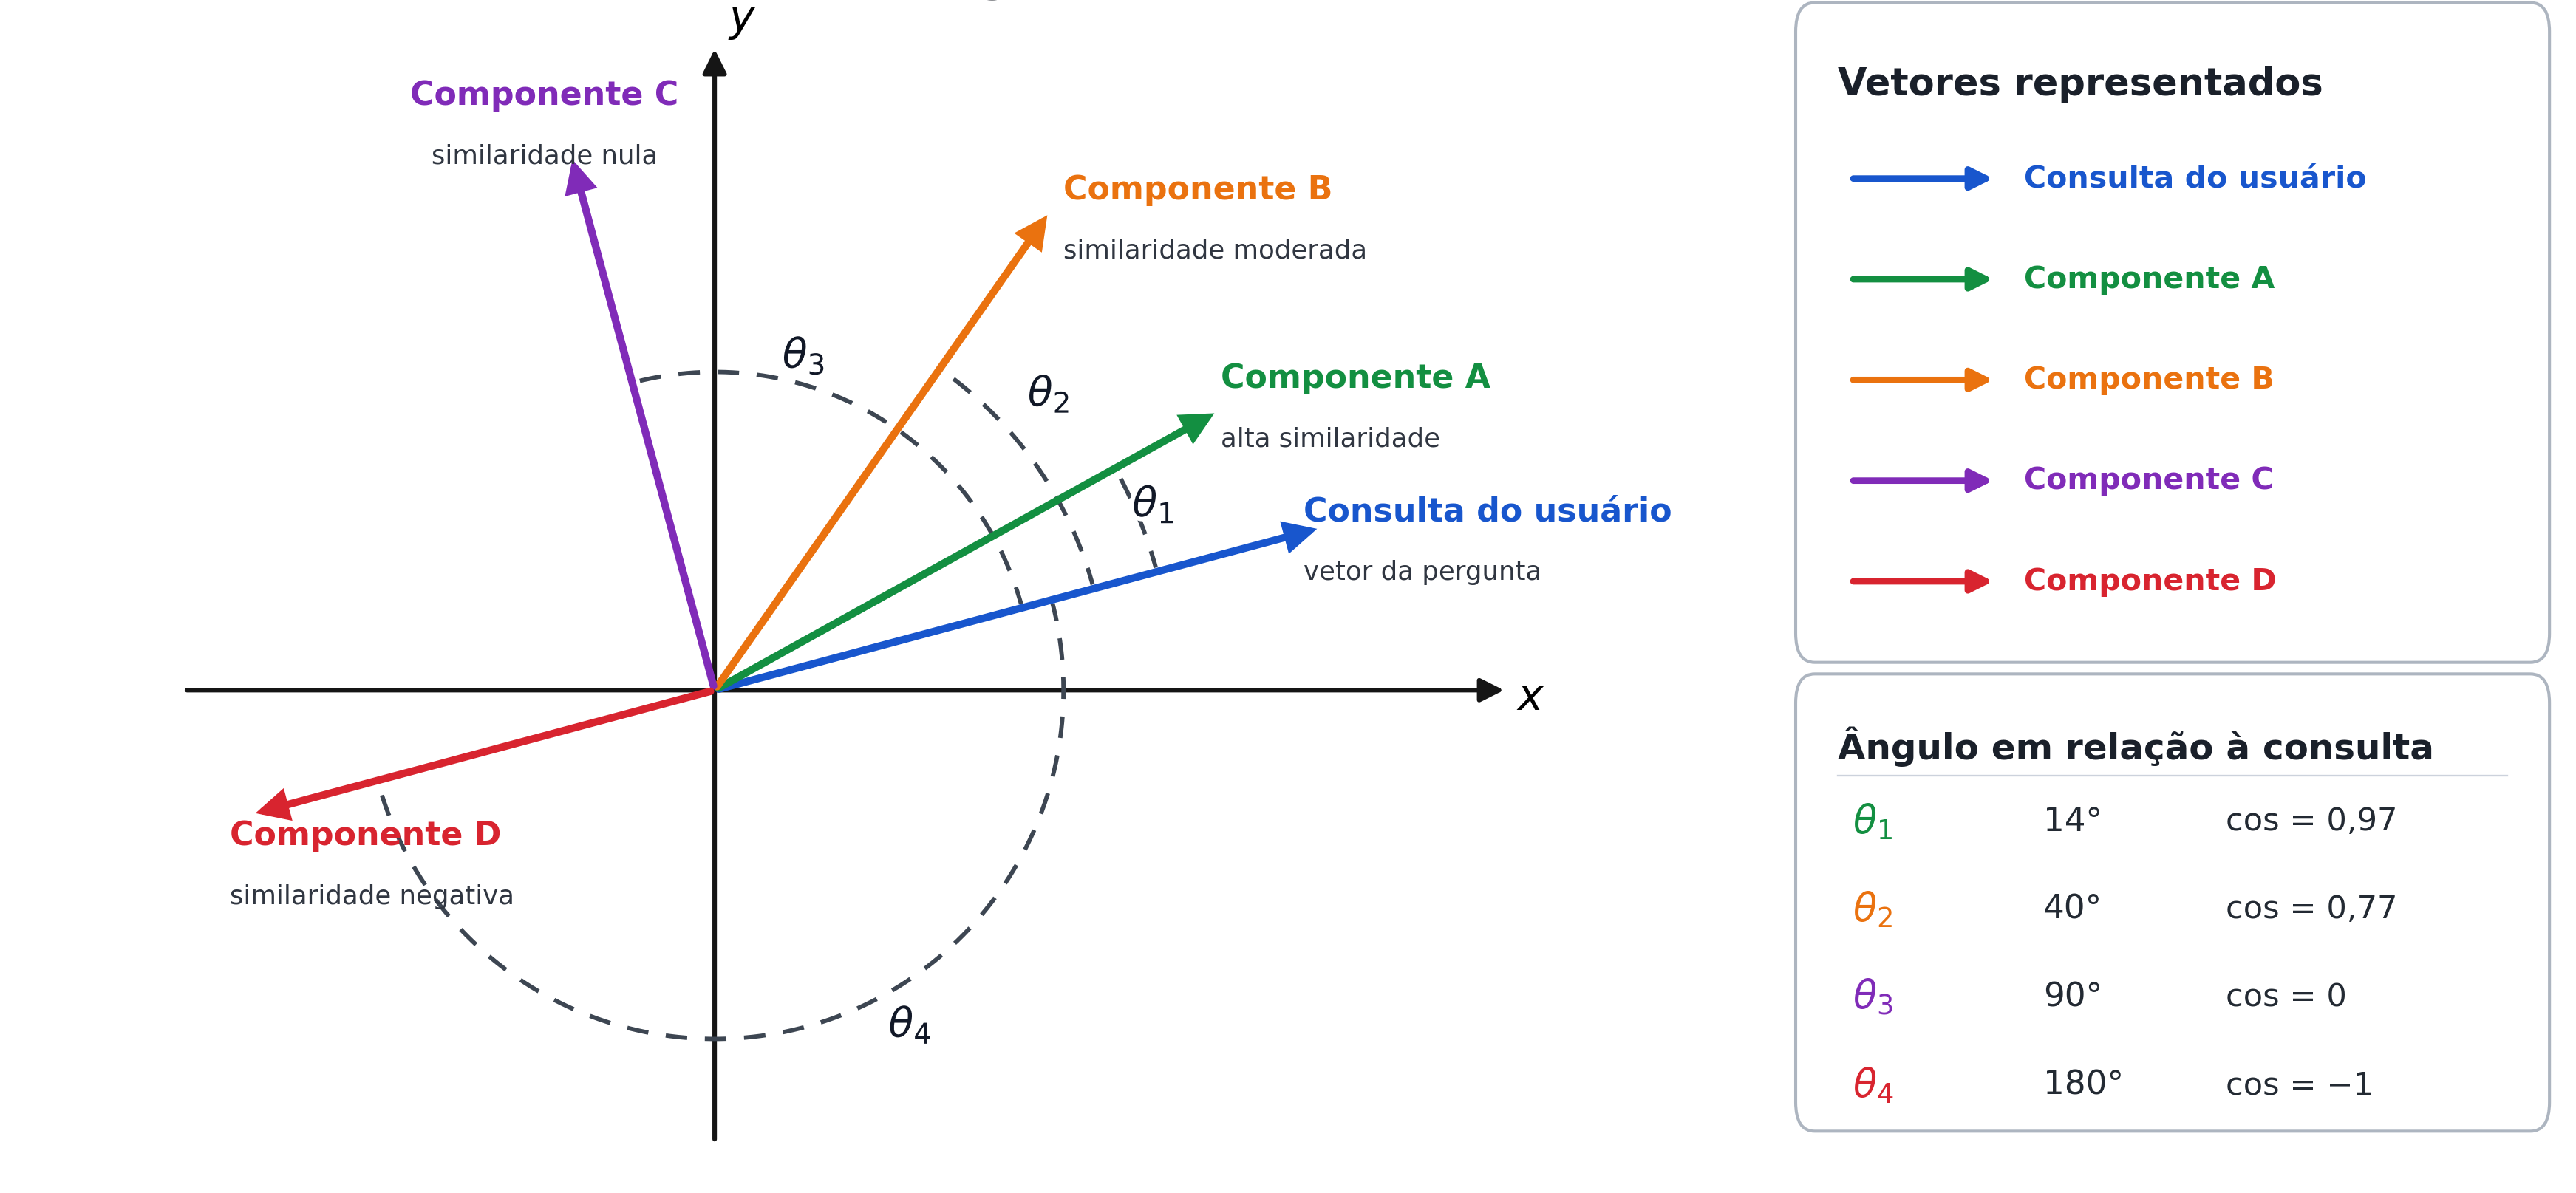 y
Componente C
similaridade nula
Componente B
similaridade moderada
θ3
θ2
Componente A
alta similaridade
θ1
Consulta do usuário
vetor da pergunta
x
Componente D
similaridade negativa
θ4
Vetores representados
Consulta do usuário
Componente A
Componente B
Componente C
Componente D
Ângulo em relação à consulta
θ1 14° cos = 0,97
θ2 40° cos = 0,77
θ3 90° cos = 0
θ4 180° cos = −1